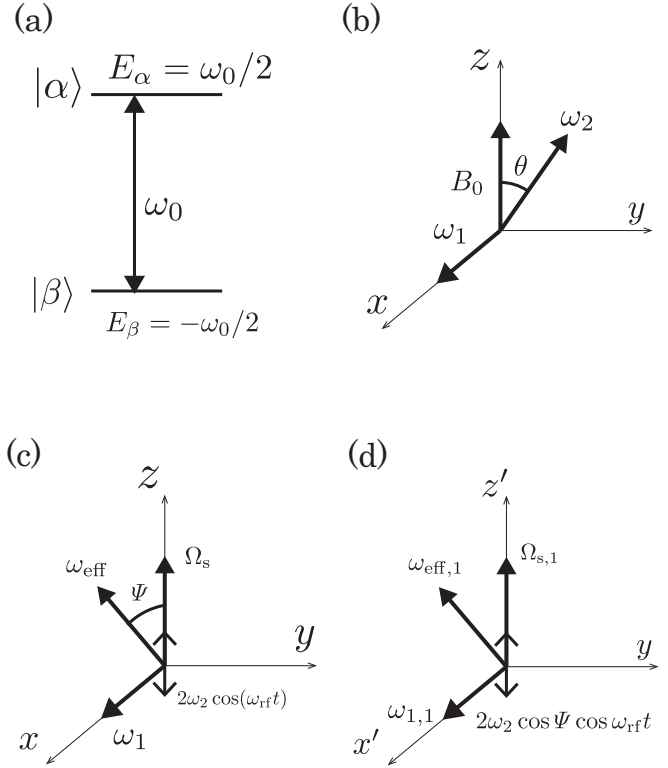 (a)
|α⟩ E_α = ω_0/2
ω_0
|β⟩
E_β = −ω_0/2
(b)
z
ω_2
θ
B_0
ω_1
y
x
(c)
z
Ω_s
ω_eff
Ψ
y
2ω_2 cos(ω_rf t)
ω_1
x
(d)
z′
Ω_s,1
ω_eff,1
y
ω_1,1
2ω_2 cos Ψ cos ω_rf t
x′